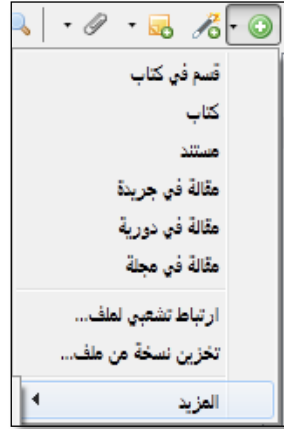 قسم في كتاب
كتاب
مستند
مقالة في جريدة
مقالة في دورية
مقالة في مجلة
ارتباط تشعبي لملف...
تخزين نسخة من ملف...
المزيد